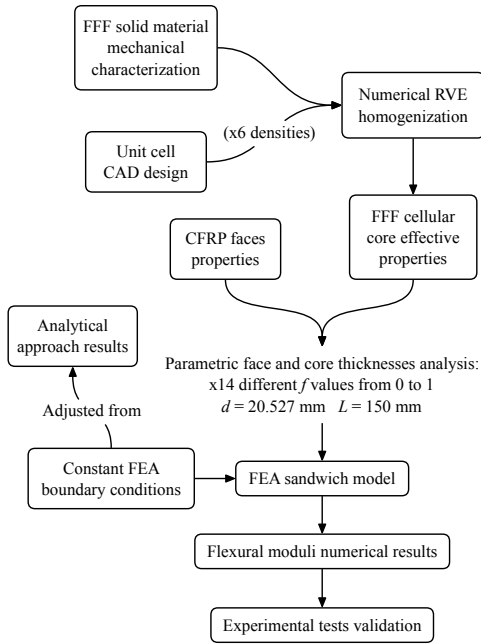 FFF solid material
mechanical
characterization
Numerical RVE
homogenization
(x6 densities)
Unit cell
CAD design
CFRP faces
properties
FFF cellular
core effective
properties
Analytical
approach results
Parametric face and core thicknesses analysis:
x14 different f values from 0 to 1
d = 20.527 mm L = 150 mm
Adjusted from
Constant FEA
boundary conditions
FEA sandwich model
Flexural moduli numerical results
Experimental tests validation